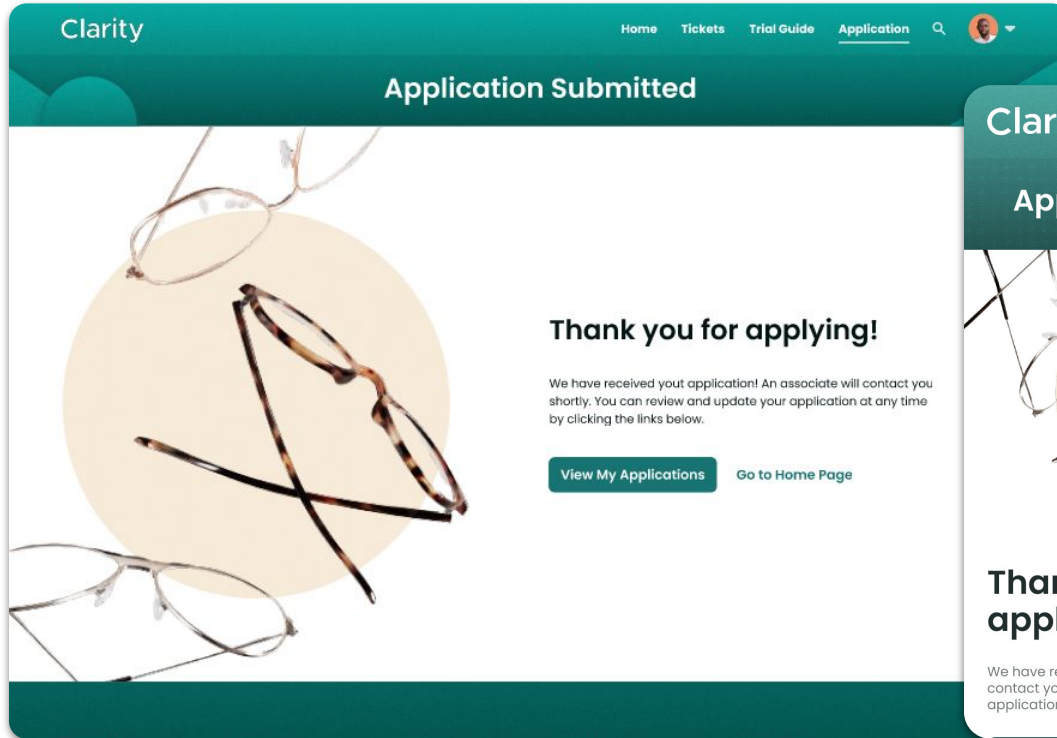 Clarity
Home Tickets Trial Guide Application
Application Submitted
Thank you for applying!
We have received yout application! An associate will contact you
shortly. You can review and update your application at any time
by clicking the links below.
View My Applications Go to Home Page
Clar
App
Than
appl
We have re
contact yo
application